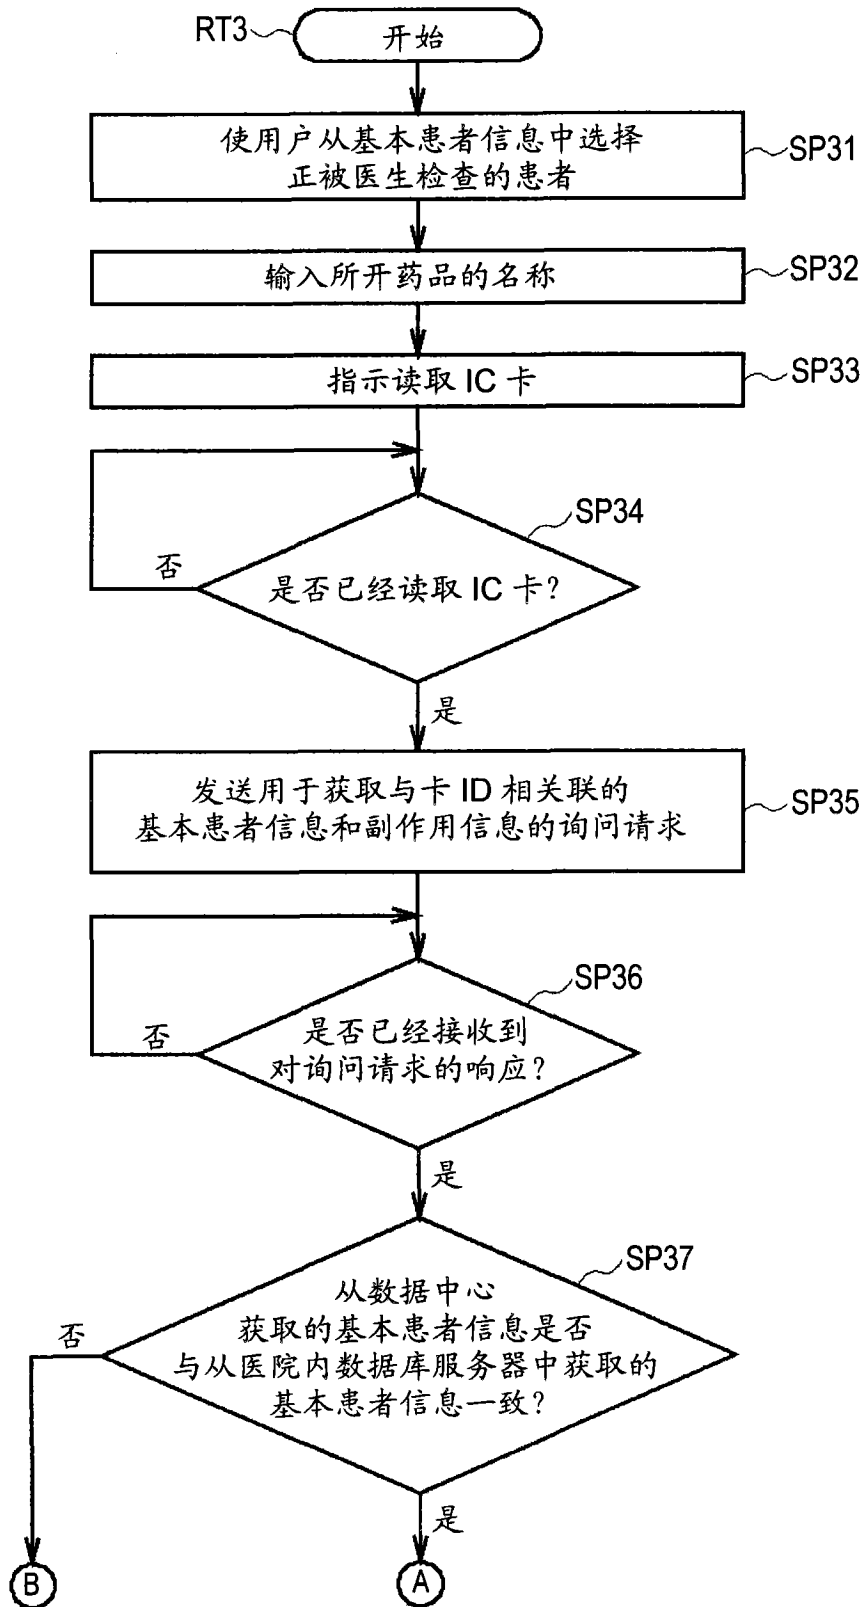 RT3
开始
使用户从基本患者信息中选择
正被医生检查的患者
SP31
输入所开药品的名称
SP32
指示读取 IC 卡
SP33
SP34
是否已经读取 IC 卡?
否
是
发送用于获取与卡 ID 相关联的
基本患者信息和副作用信息的询问请求
SP35
SP36
是否已经接收到
对询问请求的响应?
否
是
SP37
从数据中心
获取的基本患者信息是否
与从医院内数据库服务器中获取的
基本患者信息一致?
否
是
B
A